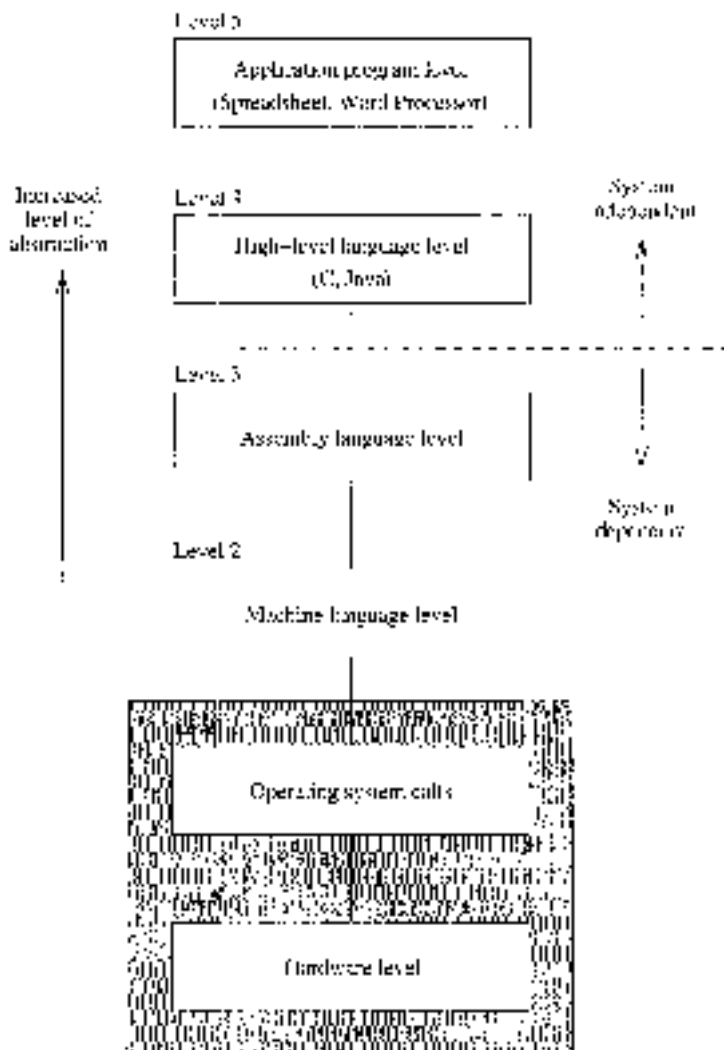 Level 5
Application program level
(Spreadsheet, Word Processor)
Increased
level of
abstraction
Level 4
High-level language level
(C, Java)
System
independent
Level 3
Assembly language level
System
dependent
Level 2
Machine language level
Operating system calls
Hardware level